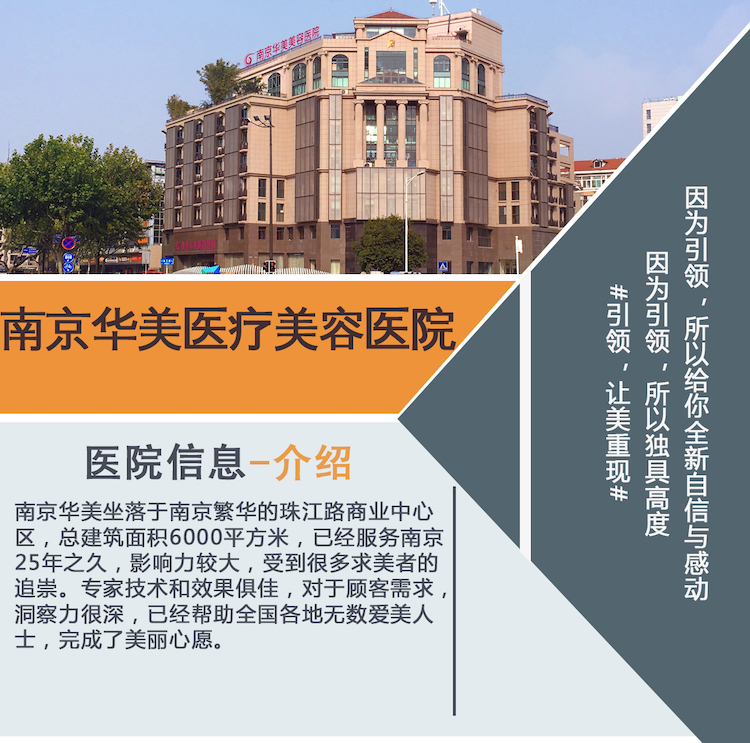 南京华美美容医院
南京华美医疗美容医院
医院信息-介绍
南京华美坐落于南京繁华的珠江路商业中心
区，总建筑面积6000平方米，已经服务南京
25年之久，影响力较大，受到很多求美者的
追崇。专家技术和效果俱佳，对于顾客需求，
洞察力很深，已经帮助全国各地无数爱美人
士，完成了美丽心愿。
因为引领，所以给你全新自信与感动
因为引领，所以独具高度
#引领，让美重现#